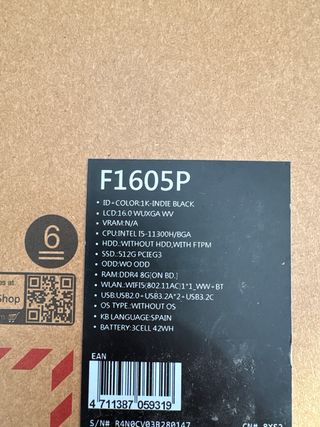 F1605P
• ID+COLOR:1K-INDIE BLACK
• LCD:16.0 WUXGA WV
• VRAM:N/A
• CPU:INTEL I5-11300H/BGA
• HDD:WITHOUT HDD,WITH FTPM
• SSD:512G PCIEG3
• ODD:WO ODD
• RAM:DDR4 8G[ON BD.]
• WLAN:WIFI5(802.11AC)1*1_WW+BT
• USB:USB2.0+USB3.2A*2+USB3.2C
• OS TYPE:WITHOUT OS
• KB LANGUAGE:SPAIN
• BATTERY:3CELL 42WH
6
s at
Shop
EAN
4 711387 059319
S/N# R4N0CV03B280147
CN#